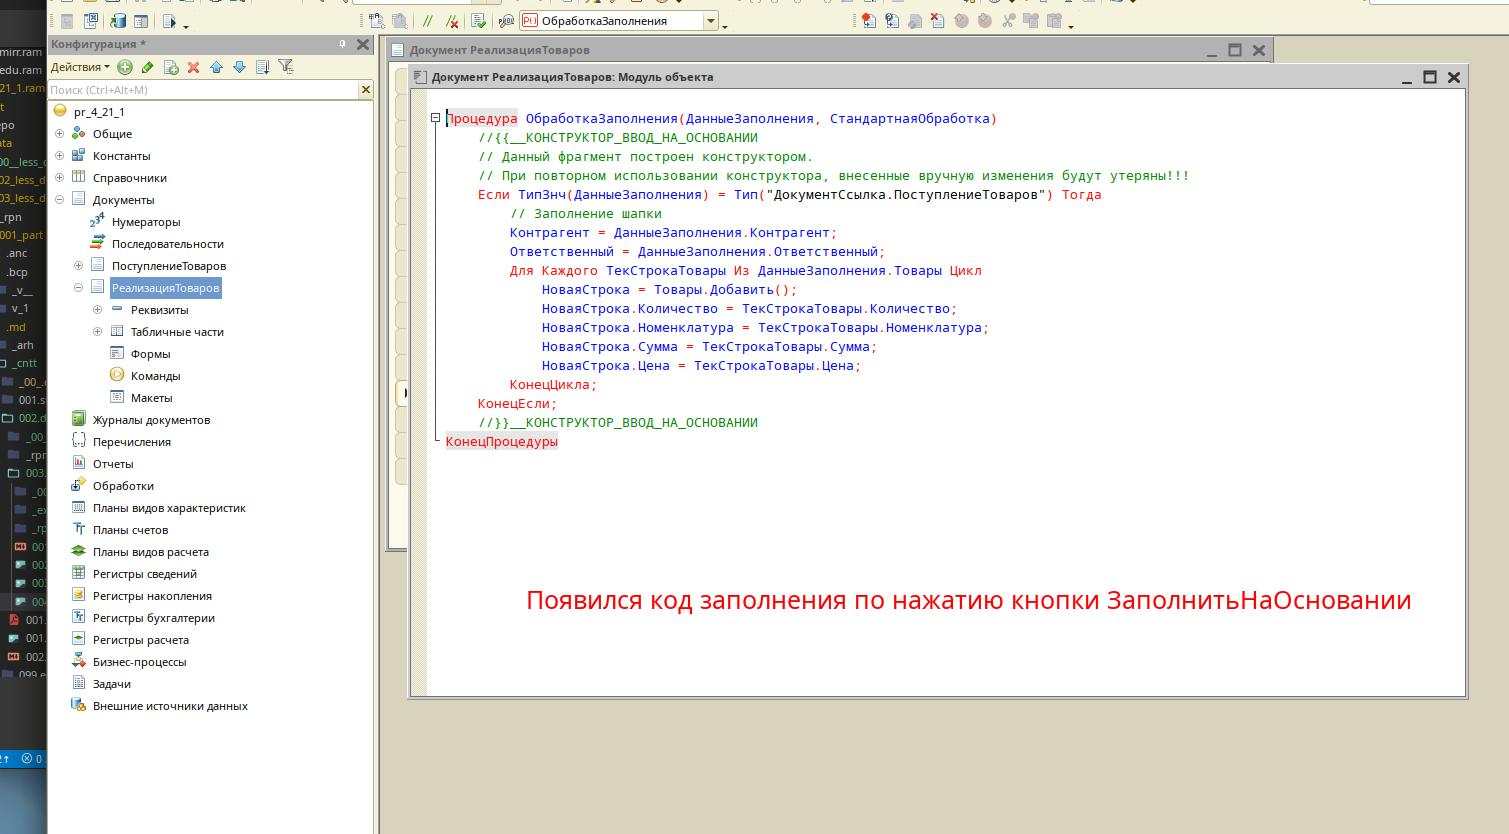 ОбработкаЗаполнения
Конфигурация *
Действия
Поиск (Ctrl+Alt+M)
pr_4_21_1
Общие
Константы
Справочники
Документы
Нумераторы
Последовательности
ПоступлениеТоваров
РеализацияТоваров
Реквизиты
Табличные части
Формы
Команды
Макеты
Журналы документов
Перечисления
Отчеты
Обработки
Планы видов характеристик
Планы счетов
Планы видов расчета
Регистры сведений
Регистры накопления
Регистры бухгалтерии
Регистры расчета
Бизнес-процессы
Задачи
Внешние источники данных
Документ РеализацияТоваров
Документ РеализацияТоваров: Модуль объекта
Процедура ОбработкаЗаполнения(ДанныеЗаполнения, СтандартнаяОбработка)
//{{__КОНСТРУКТОР_ВВОД_НА_ОСНОВАНИИ
// Данный фрагмент построен конструктором.
// При повторном использовании конструктора, внесенные вручную изменения будут утеряны!!!
Если ТипЗнч(ДанныеЗаполнения) = Тип("ДокументСсылка.ПоступлениеТоваров") Тогда
// Заполнение шапки
Контрагент = ДанныеЗаполнения.Контрагент;
Ответственный = ДанныеЗаполнения.Ответственный;
Для Каждого ТекСтрокаТовары Из ДанныеЗаполнения.Товары Цикл
НоваяСтрока = Товары.Добавить();
НоваяСтрока.Количество = ТекСтрокаТовары.Количество;
НоваяСтрока.Номенклатура = ТекСтрокаТовары.Номенклатура;
НоваяСтрока.Сумма = ТекСтрокаТовары.Сумма;
НоваяСтрока.Цена = ТекСтрокаТовары.Цена;
КонецЦикла;
КонецЕсли;
//}}__КОНСТРУКТОР_ВВОД_НА_ОСНОВАНИИ
КонецПроцедуры
Появился код заполнения по нажатию кнопки ЗаполнитьНаОсновании